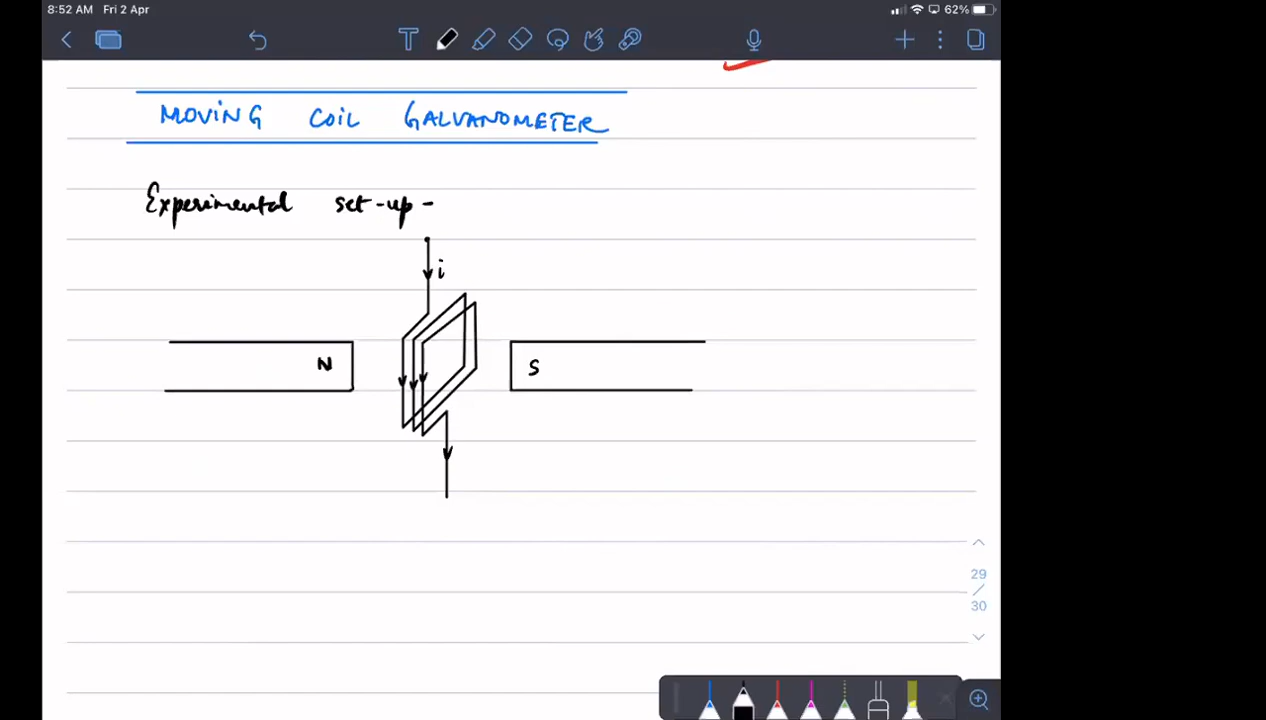 8:52 AM Fri 2 Apr
62%
T
MOVING COIL GALVANOMETER
Experimental set-up -
i
N
S
29
30